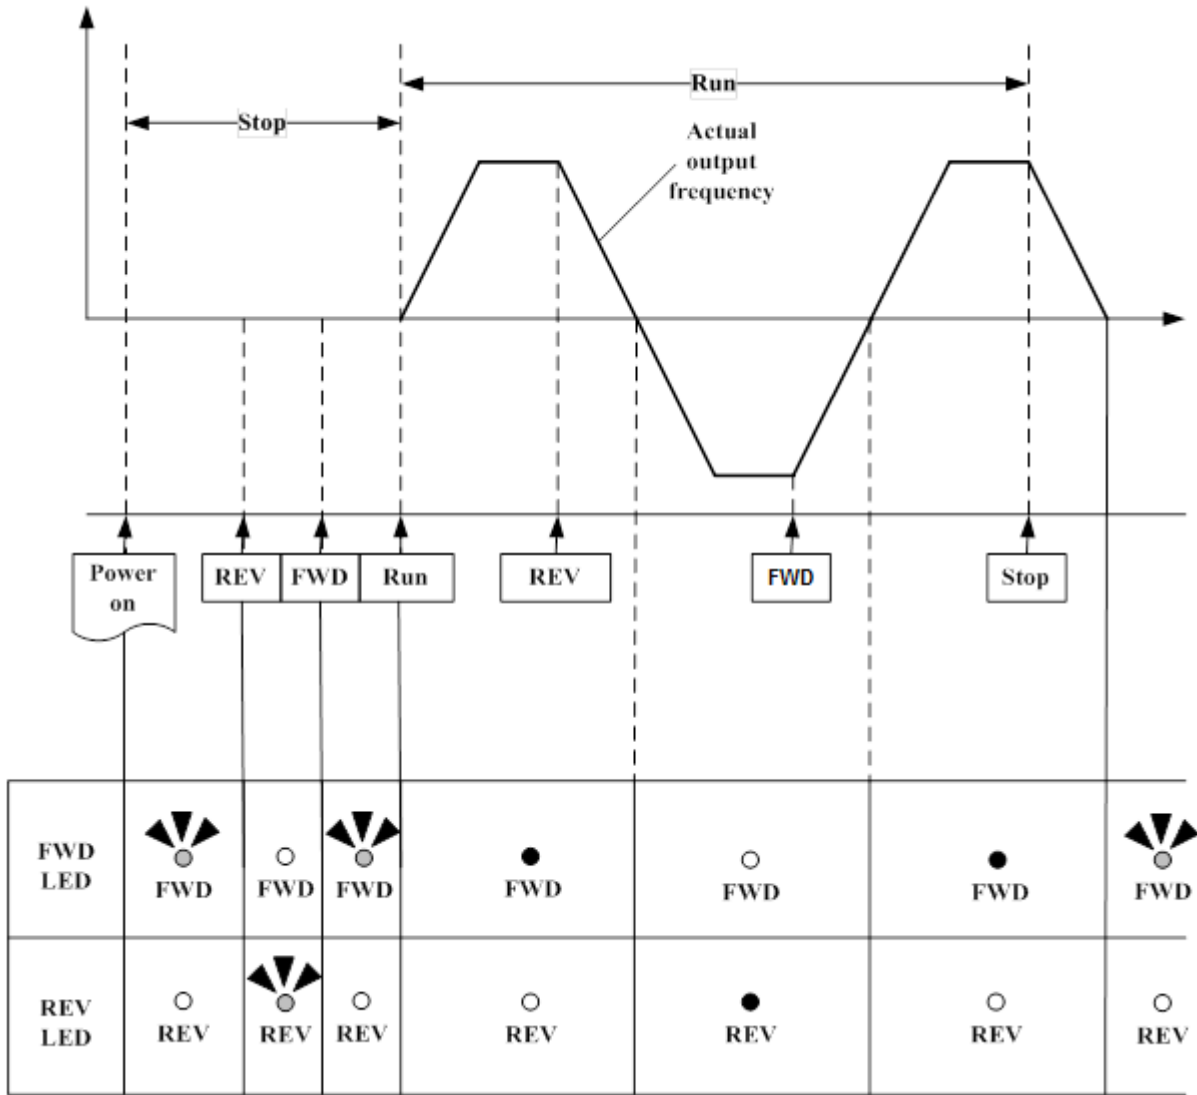 Run
Stop
Actual
output
frequency
Power
on
REV
FWD
Run
REV
FWD
Stop
FWD
LED
FWD
FWD
FWD
FWD
FWD
FWD
FWD
REV
LED
REV
REV
REV
REV
REV
REV
REV